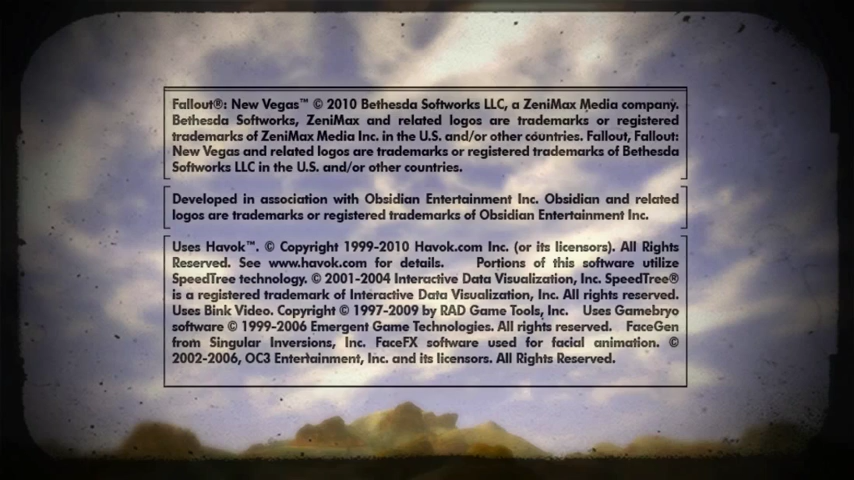 Fallout®: New Vegas™ © 2010 Bethesda Softworks LLC, a ZeniMax Media company.
Bethesda Softworks, ZeniMax and related logos are trademarks or registered
trademarks of ZeniMax Media Inc. in the U.S. and/or other countries. Fallout, Fallout:
New Vegas and related logos are trademarks or registered trademarks of Bethesda
Softworks LLC in the U.S. and/or other countries.
Developed in association with Obsidian Entertainment Inc. Obsidian and related
logos are trademarks or registered trademarks of Obsidian Entertainment Inc.
Uses Havok™. © Copyright 1999-2010 Havok.com Inc. (or its licensors). All Rights
Reserved. See www.havok.com for details. Portions of this software utilize
SpeedTree technology. © 2001-2004 Interactive Data Visualization, Inc. SpeedTree®
is a registered trademark of Interactive Data Visualization, Inc. All rights reserved.
Uses Bink Video. Copyright © 1997-2009 by RAD Game Tools, Inc. Uses Gamebryo
software © 1999-2006 Emergent Game Technologies. All rights reserved. FaceGen
from Singular Inversions, Inc. FaceFX software used for facial animation. ©
2002-2006, OC3 Entertainment, Inc. and its licensors. All Rights Reserved.